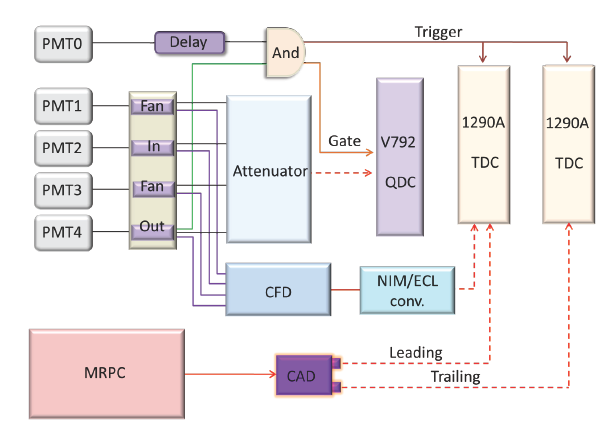 PMT0
Delay
And
Trigger
PMT1
PMT2
PMT3
PMT4
Fan
In
Fan
Out
Attenuator
Gate
V792
QDC
1290A
TDC
1290A
TDC
CFD
NIM/ECL
conv.
MRPC
CAD
Leading
Trailing